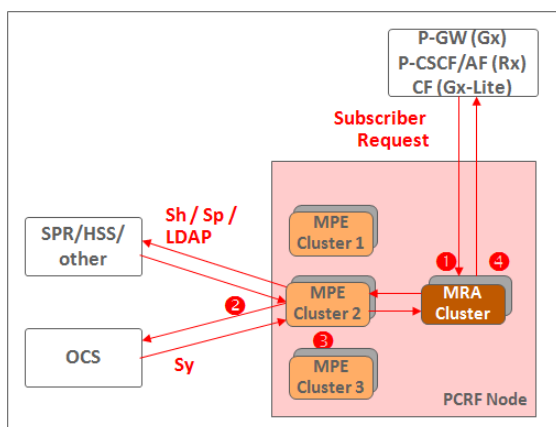 P-GW (Gx)
P-CSCF/AF (Rx)
CF (Gx-Lite)
Subscriber
Request
Sh / Sp /
LDAP
SPR/HSS/
other
MPE
Cluster 1
1
4
MPE
Cluster 2
MRA
Cluster
2
OCS
Sy
3
MPE
Cluster 3
PCRF Node